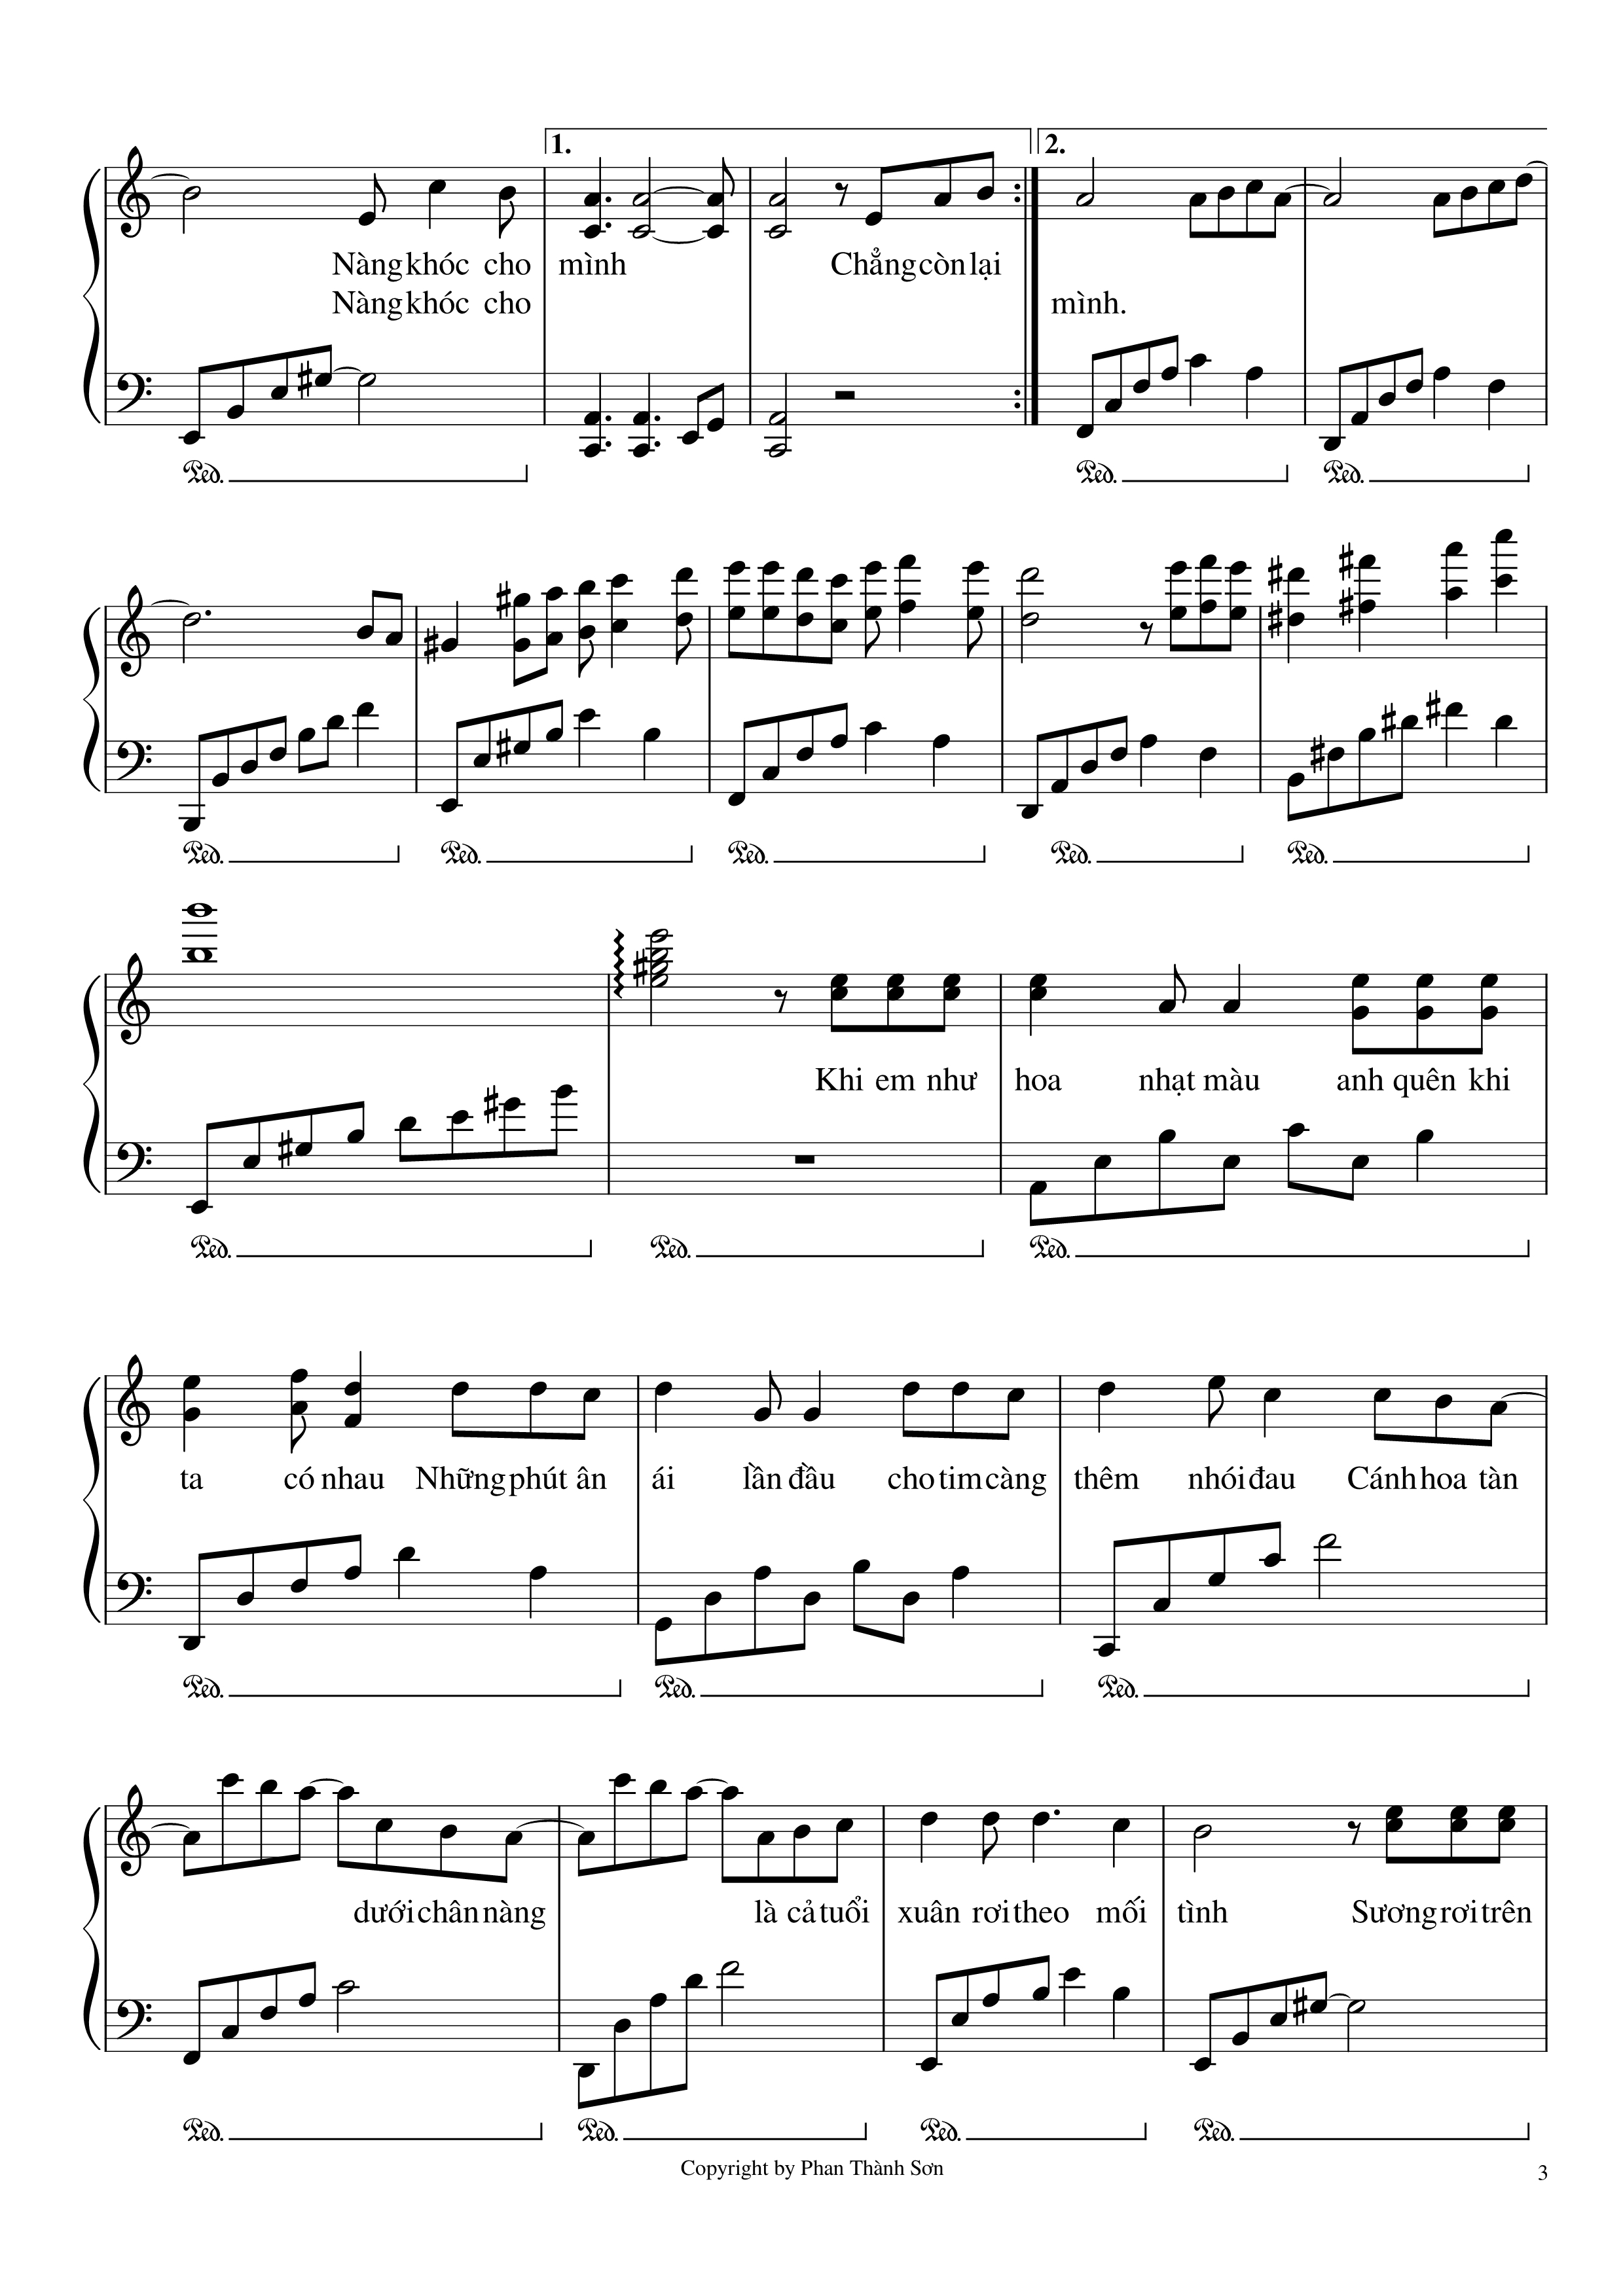 1. 2.
Nàng khóc cho mình Chẳng còn lại
Nàng khóc cho mình.
Ped. Ped. Ped.
Ped. Ped. Ped. Ped. Ped.
Khi em như hoa nhạt màu anh quên khi
Ped. Ped. Ped.
ta có nhau Những phút ân ái lần đầu cho tim càng thêm nhói đau Cánh hoa tàn
Ped. Ped. Ped.
dưới chân nàng là cả tuổi xuân rơi theo mối tình Sương rơi trên
Ped. Ped. Ped. Ped.
Copyright by Phan Thành Sơn
3